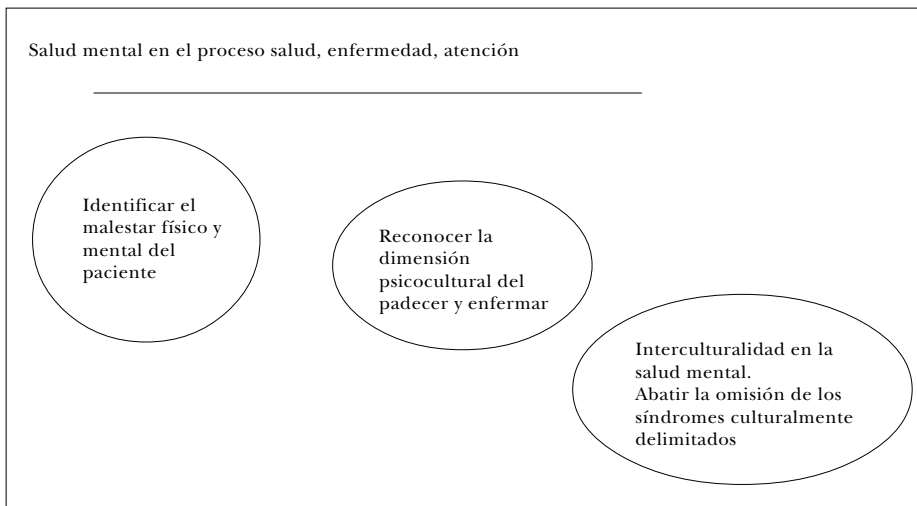 Salud mental en el proceso salud, enfermedad, atención
Identificar el
malestar físico y
mental del
paciente
Reconocer la
dimensión
psicocultural del
padecer y enfermar
Interculturalidad en la
salud mental.
Abatir la omisión de los
síndromes culturalmente
delimitados